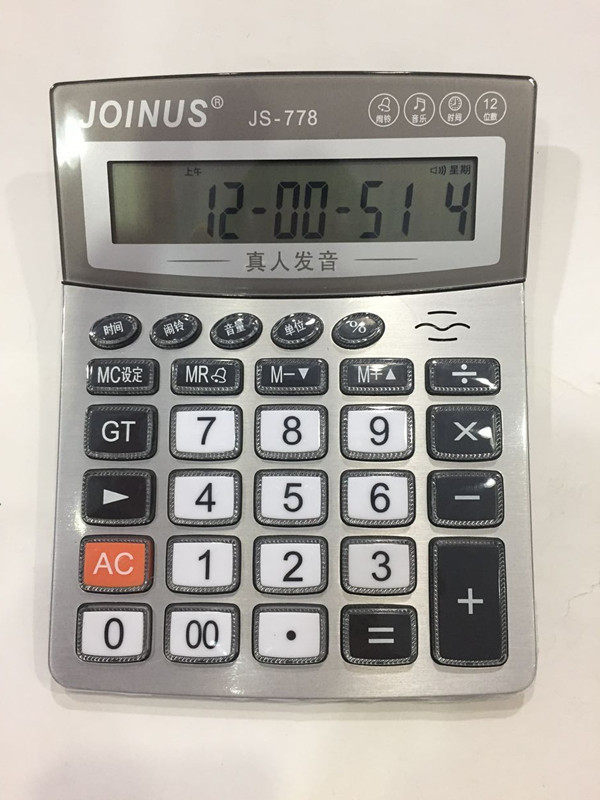 JOINUS® JS-778 闹铃 音乐 时间 12位数
上午 星期
12-00-51 4
真人发音
时间 闹铃 音量 单位 %
MC设定 MR M−▼ M+▲ ÷
GT 7 8 9 ×
► 4 5 6 −
AC 1 2 3 +
0 00 • =